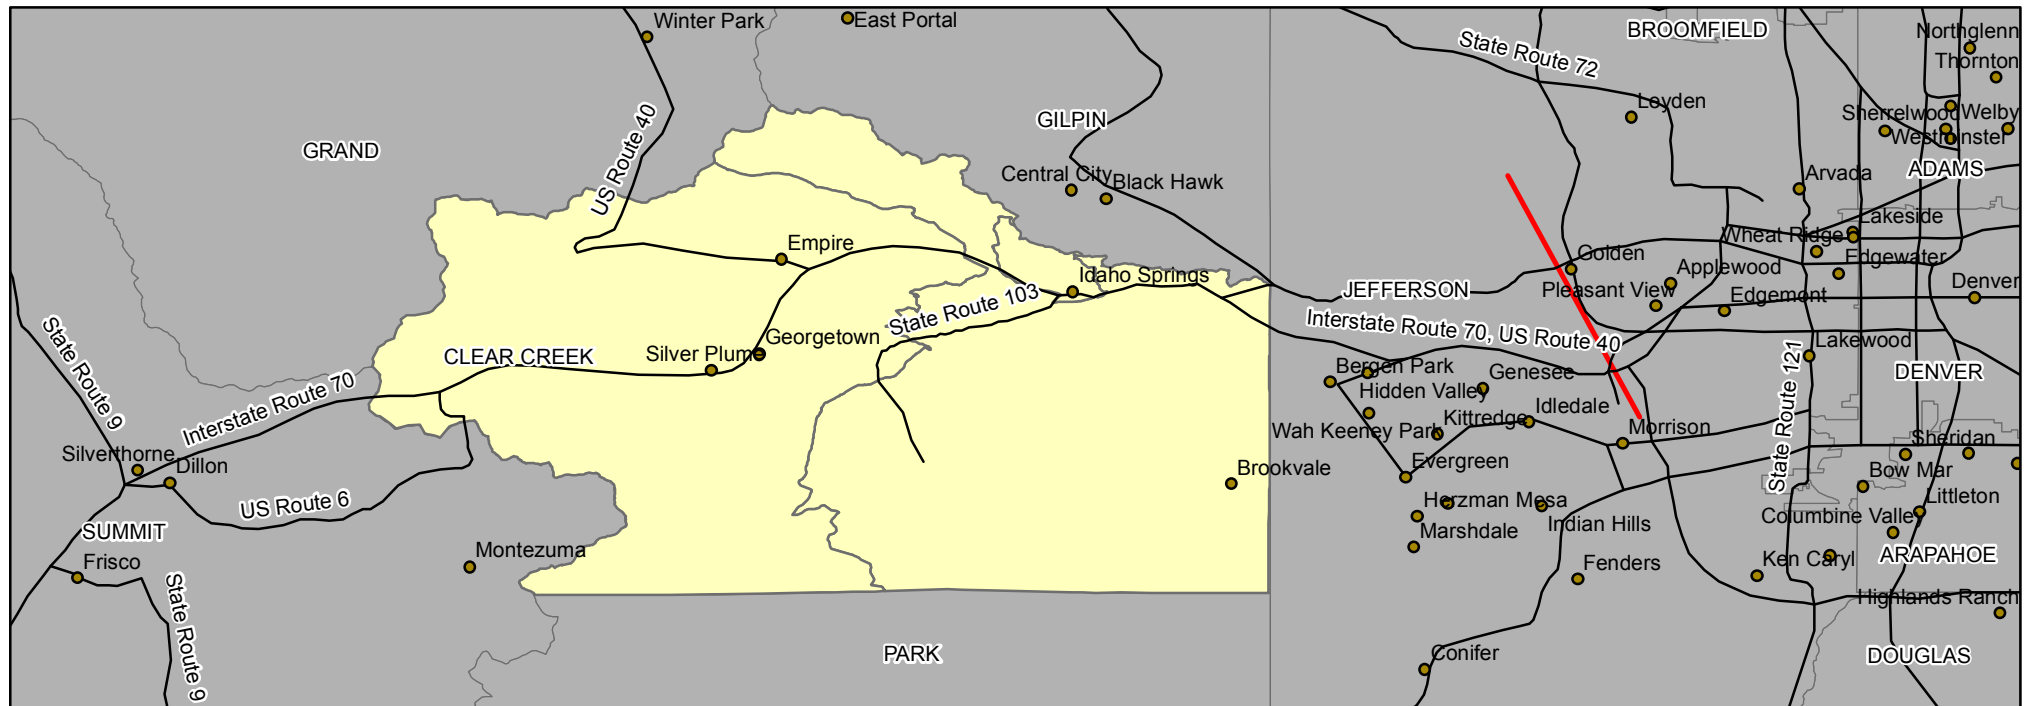 Winter Park
East Portal
BROOMFIELD
Northglenn
State Route 72
Thornton
Leyden
Sherrelwood
Welby
GILPIN
Westminster
GRAND
US Route 40
ADAMS
Central City
Black Hawk
Arvada
Lakeside
Wheat Ridge
Empire
Golden
Edgewater
Applewood
Idaho Springs
Denver
JEFFERSON
Pleasant View
Edgemont
State Route 103
Interstate Route 70, US Route 40
Georgetown
Lakewood
Silver Plume
CLEAR CREEK
Bergen Park
Genesee
DENVER
State Route 9
Interstate Route 70
Hidden Valley
Idledale
State Route 121
Kittredge
Wah Keeney Park
Morrison
Sheridan
Silverthorne
Dillon
Brookvale
Evergreen
Bow Mar
US Route 6
Herzman Mesa
Littleton
Columbine Valley
Indian Hills
SUMMIT
Marshdale
Montezuma
ARAPAHOE
Frisco
Fenders
Ken Caryl
Highlands Ranch
State Route 9
PARK
Conifer
DOUGLAS